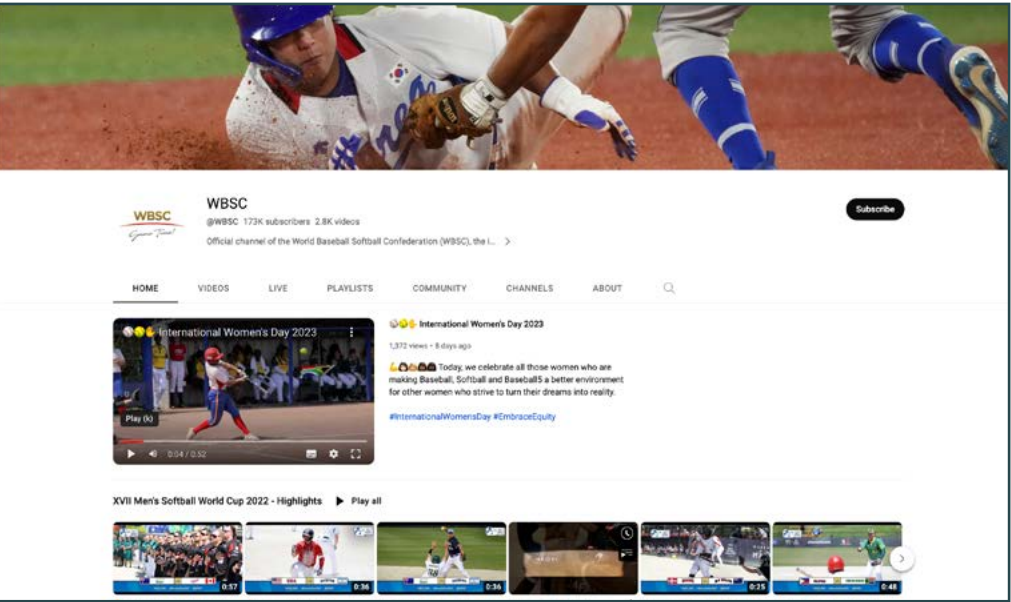 WBSC
Game Time!
WBSC
@WBSC 173K subscribers 2.8K videos
Official channel of the World Baseball Softball Confederation (WBSC), the i...
Subscribe
HOME VIDEOS LIVE PLAYLISTS COMMUNITY CHANNELS ABOUT
⚾🥎🖐 International Women's Day 2023
Play (k)
0:04 / 0:52
⚾🥎🖐 International Women's Day 2023
1,372 views • 8 days ago
Today, we celebrate all those women who are
making Baseball, Softball and Baseball5 a better environment
for other women who strive to turn their dreams into reality.
#InternationalWomensDay #EmbraceEquity
XVII Men's Softball World Cup 2022 - Highlights Play all
0:57
0:36
0:36
0:25
0:48